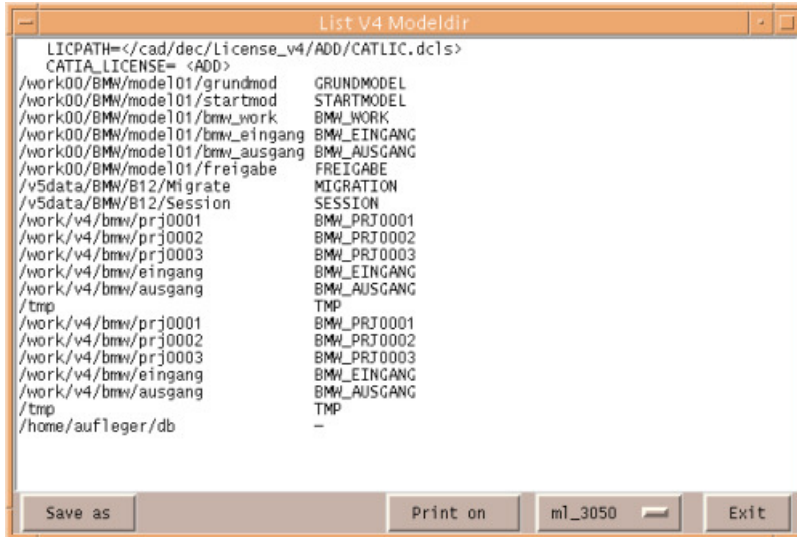 List V4 Modeldir
LICPATH=</cad/dec/License_v4/ADD/CATLIC.dcls>
CATIA_LICENSE= <ADD>
/work00/BMW/model01/grundmod GRUNDMODEL
/work00/BMW/model01/startmod STARTMODEL
/work00/BMW/model01/bmw_work BMW_WORK
/work00/BMW/model01/bmw_eingang BMW_EINGANG
/work00/BMW/model01/bmw_ausgang BMW_AUSGANG
/work00/BMW/model01/freigabe FREIGABE
/v5data/BMW/B12/Migrate MIGRATION
/v5data/BMW/B12/Session SESSION
/work/v4/bmw/prj0001 BMW_PRJ0001
/work/v4/bmw/prj0002 BMW_PRJ0002
/work/v4/bmw/prj0003 BMW_PRJ0003
/work/v4/bmw/eingang BMW_EINGANG
/work/v4/bmw/ausgang BMW_AUSGANG
/tmp TMP
/work/v4/bmw/prj0001 BMW_PRJ0001
/work/v4/bmw/prj0002 BMW_PRJ0002
/work/v4/bmw/prj0003 BMW_PRJ0003
/work/v4/bmw/eingang BMW_EINGANG
/work/v4/bmw/ausgang BMW_AUSGANG
/tmp TMP
/home/aufleger/db –
Save as Print on ml_3050 Exit